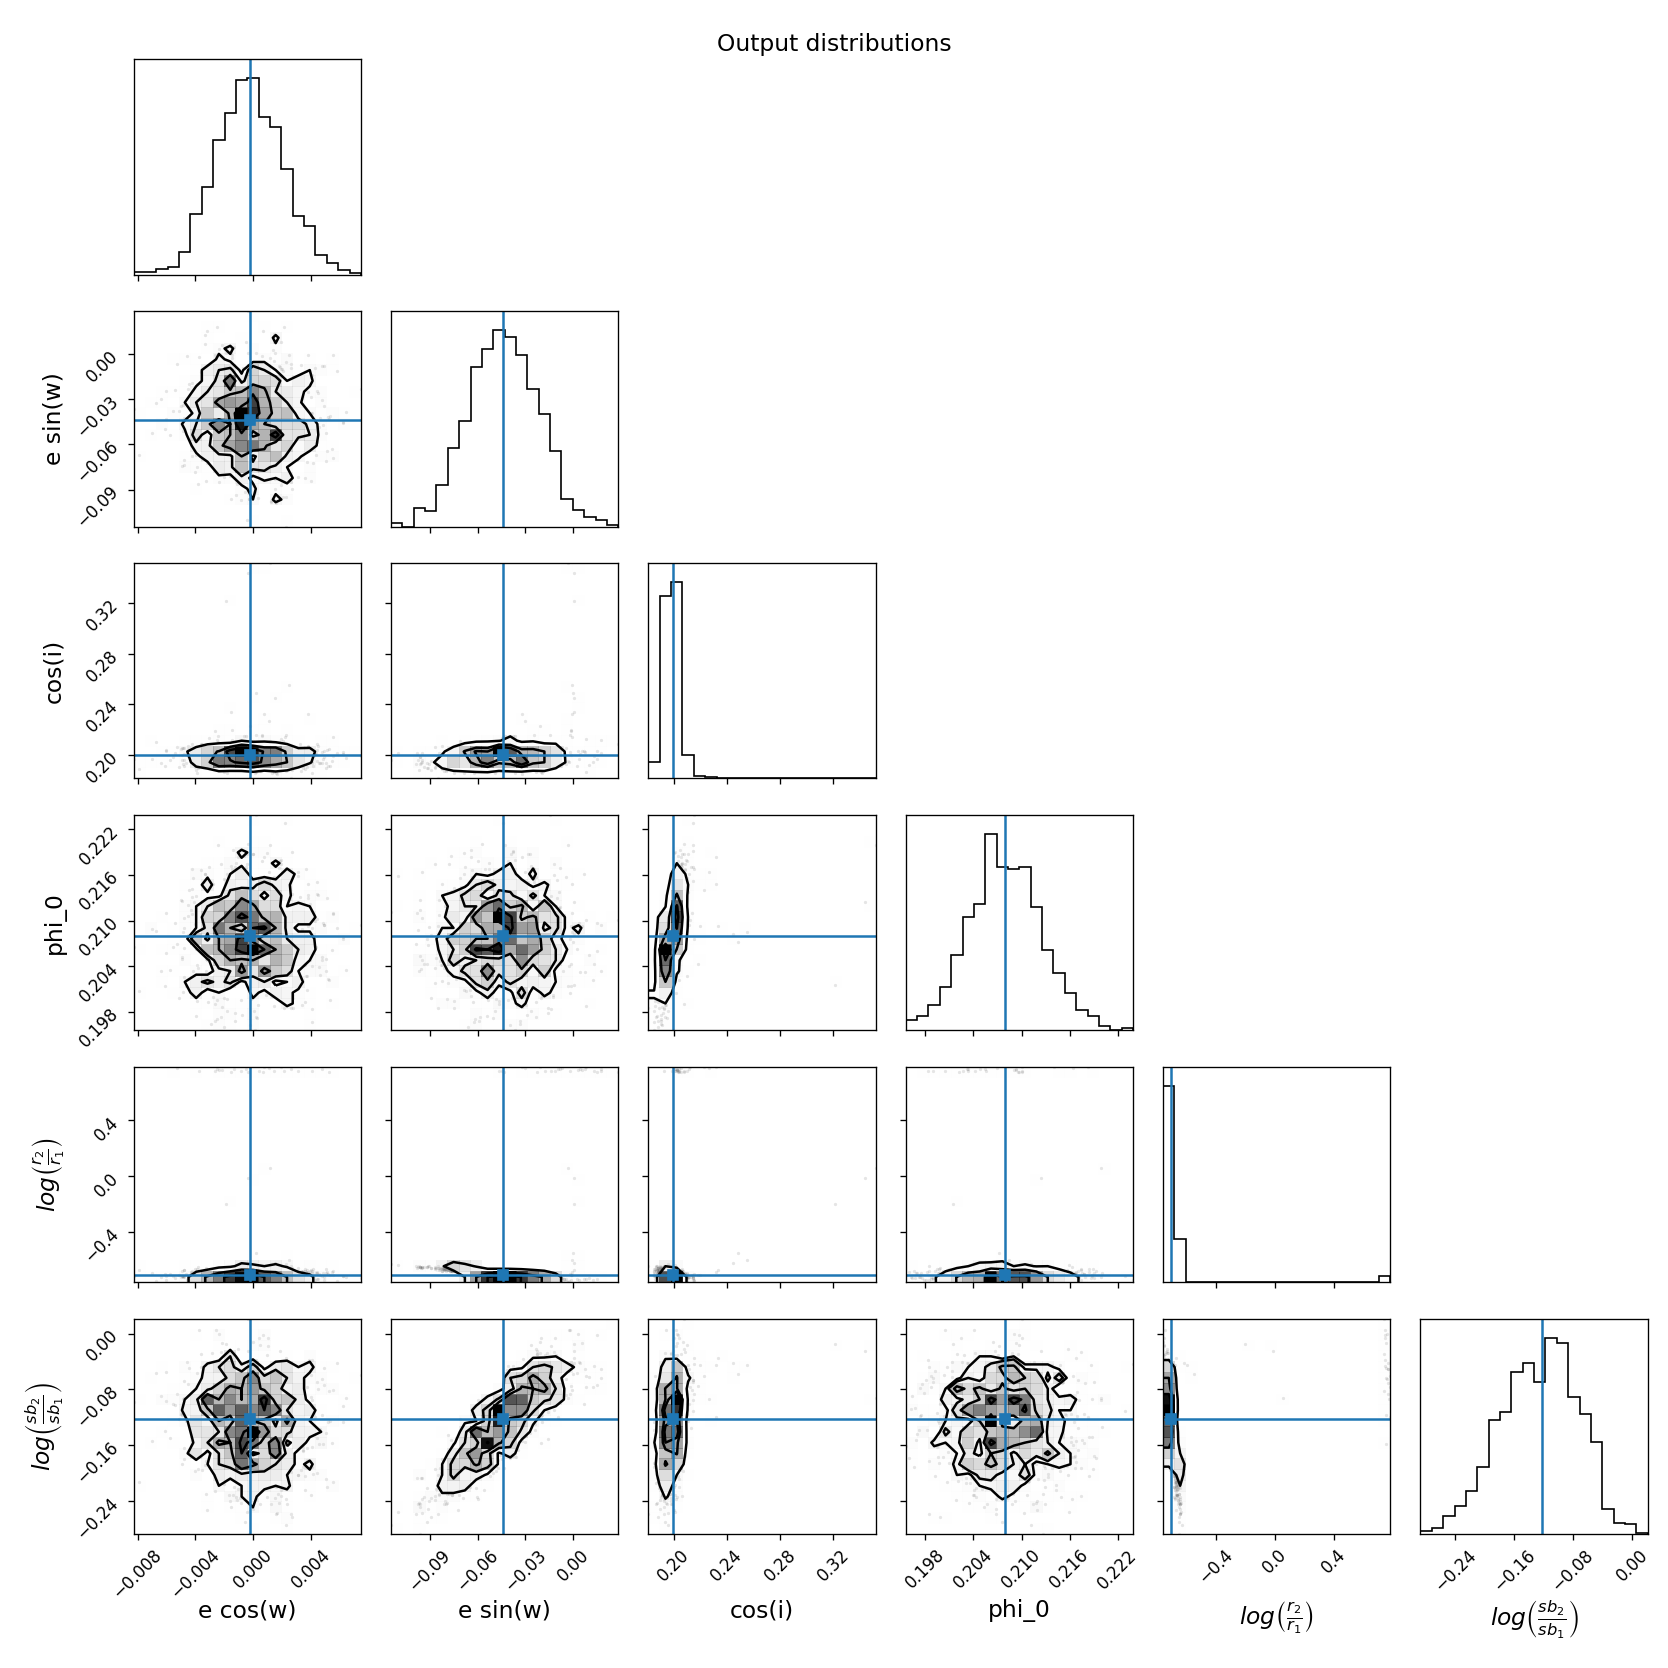 Output distributions
e sin(w)
0.00
−0.03
−0.06
−0.09
cos(i)
0.32
0.28
0.24
0.20
phi_0
0.222
0.216
0.210
0.204
0.198
log(r2/r1)
0.4
0.0
−0.4
log(sb2/sb1)
0.00
−0.08
−0.16
−0.24
−0.008 −0.004 0.000 0.004
−0.09 −0.06 −0.03 0.00
0.20 0.24 0.28 0.32
0.198 0.204 0.210 0.216 0.222
−0.4 0.0 0.4
−0.24 −0.16 −0.08 0.00
e cos(w) e sin(w) cos(i) phi_0 log(r2/r1) log(sb2/sb1)